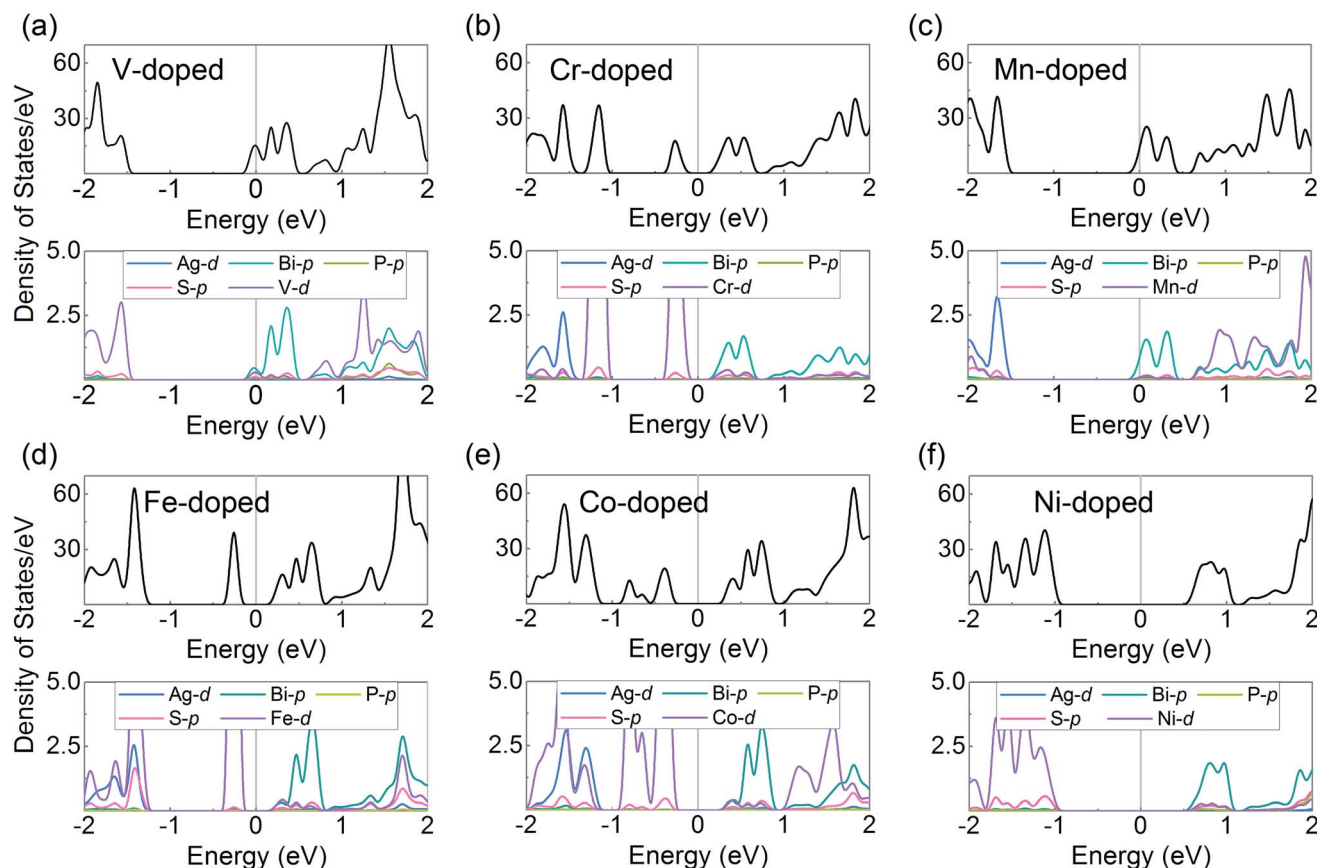 (a)
V-doped
60
30
-2 -1 0 1 2
Energy (eV)
5.0
2.5
Ag-d Bi-p P-p
S-p V-d
-2 -1 0 1 2
Energy (eV)
Density of States/eV
(b)
Cr-doped
60
30
-2 -1 0 1 2
Energy (eV)
5.0
2.5
Ag-d Bi-p P-p
S-p Cr-d
-2 -1 0 1 2
Energy (eV)
(c)
Mn-doped
60
30
-2 -1 0 1 2
Energy (eV)
5.0
2.5
Ag-d Bi-p P-p
S-p Mn-d
-2 -1 0 1 2
Energy (eV)
(d)
Fe-doped
60
30
-2 -1 0 1 2
Energy (eV)
5.0
2.5
Ag-d Bi-p P-p
S-p Fe-d
-2 -1 0 1 2
Energy (eV)
Density of States/eV
(e)
Co-doped
60
30
-2 -1 0 1 2
Energy (eV)
5.0
2.5
Ag-d Bi-p P-p
S-p Co-d
-2 -1 0 1 2
Energy (eV)
(f)
Ni-doped
60
30
-2 -1 0 1 2
Energy (eV)
5.0
2.5
Ag-d Bi-p P-p
S-p Ni-d
-2 -1 0 1 2
Energy (eV)